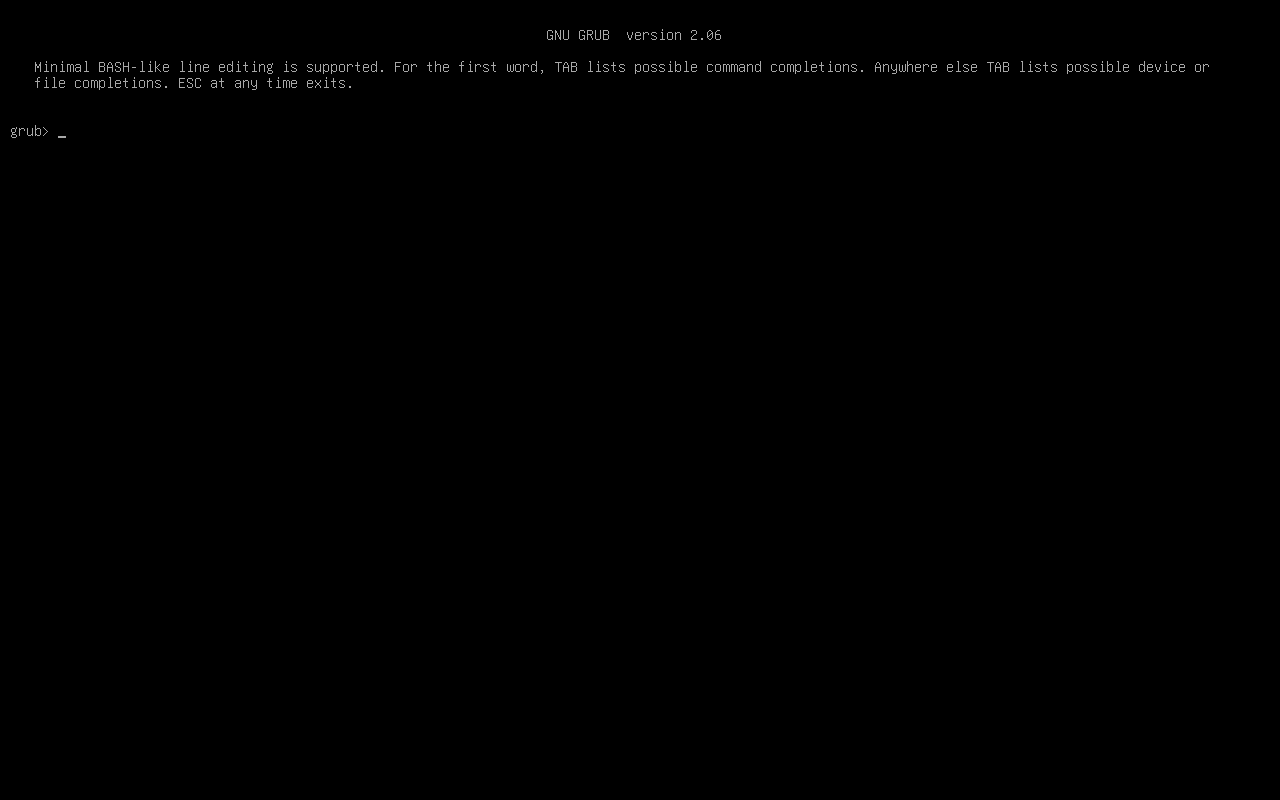 GNU GRUB  version 2.06
Minimal BASH-like line editing is supported. For the first word, TAB lists possible command completions. Anywhere else TAB lists possible device or
file completions. ESC at any time exits.
grub> _